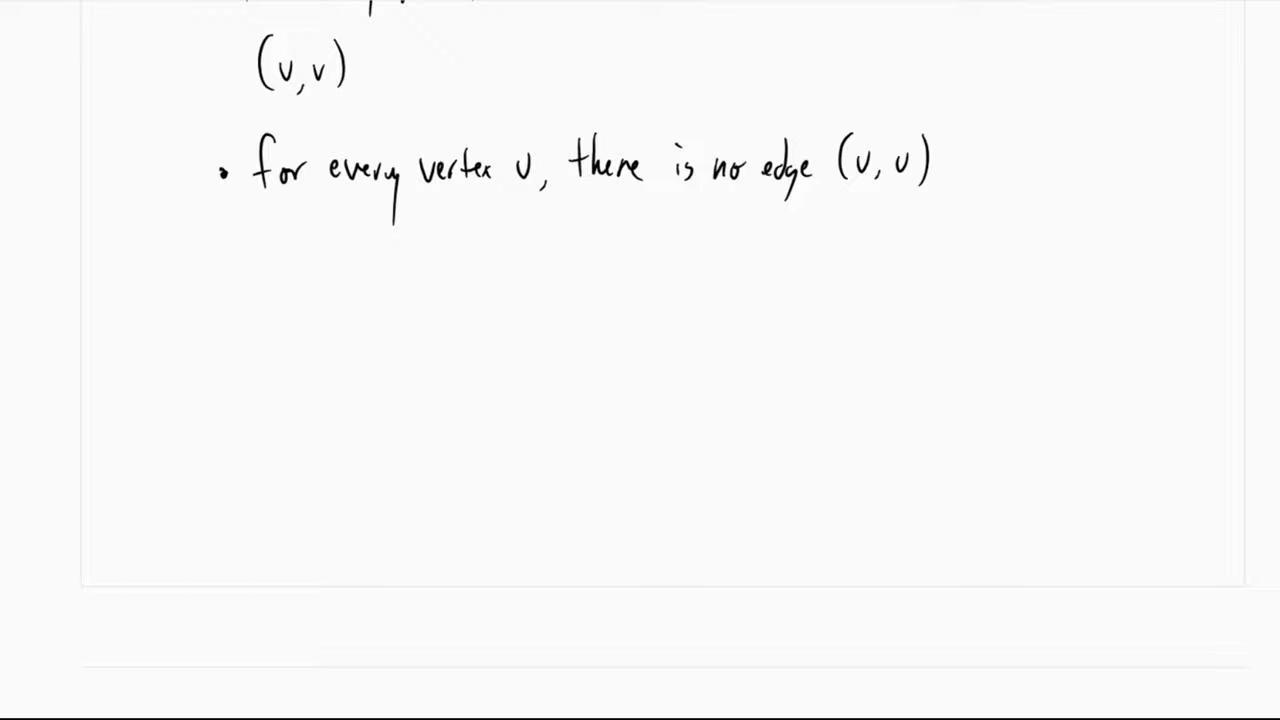 (u,v)
• for every vertex u, there is no edge (u, u)